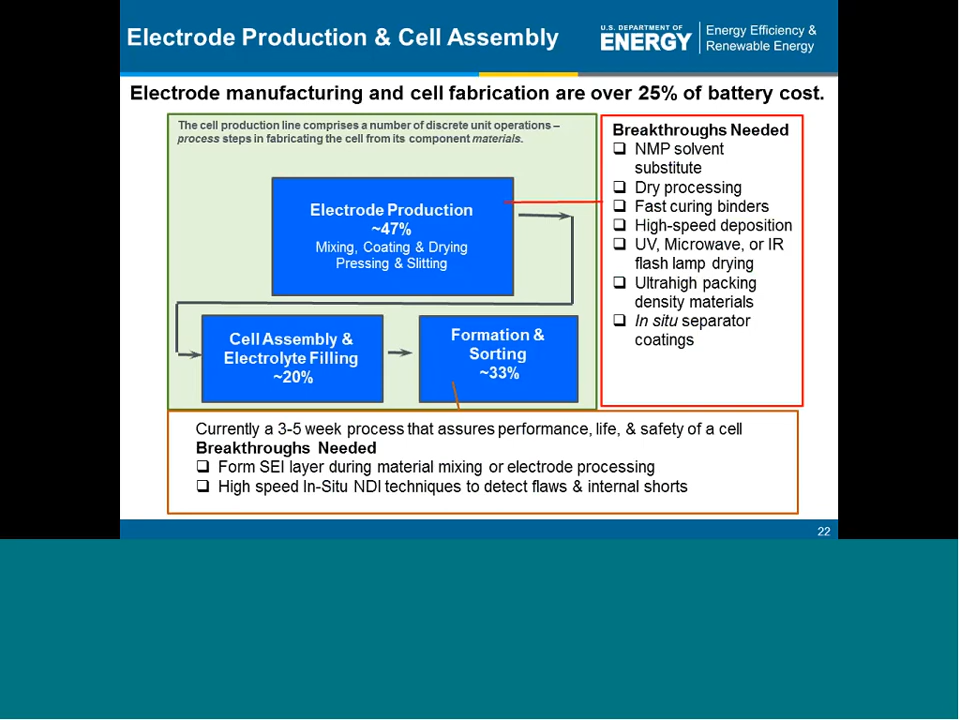 Electrode Production & Cell Assembly
U.S. DEPARTMENT OF
ENERGY
Energy Efficiency &
Renewable Energy
Electrode manufacturing and cell fabrication are over 25% of battery cost.
The cell production line comprises a number of discrete unit operations –
process steps in fabricating the cell from its component materials.
Electrode Production
~47%
Mixing, Coating & Drying
Pressing & Slitting
Cell Assembly &
Electrolyte Filling
~20%
Formation &
Sorting
~33%
Breakthroughs Needed
❑ NMP solvent
substitute
❑ Dry processing
❑ Fast curing binders
❑ High-speed deposition
❑ UV, Microwave, or IR
flash lamp drying
❑ Ultrahigh packing
density materials
❑ In situ separator
coatings
Currently a 3-5 week process that assures performance, life, & safety of a cell
Breakthroughs Needed
❑ Form SEI layer during material mixing or electrode processing
❑ High speed In-Situ NDI techniques to detect flaws & internal shorts
22